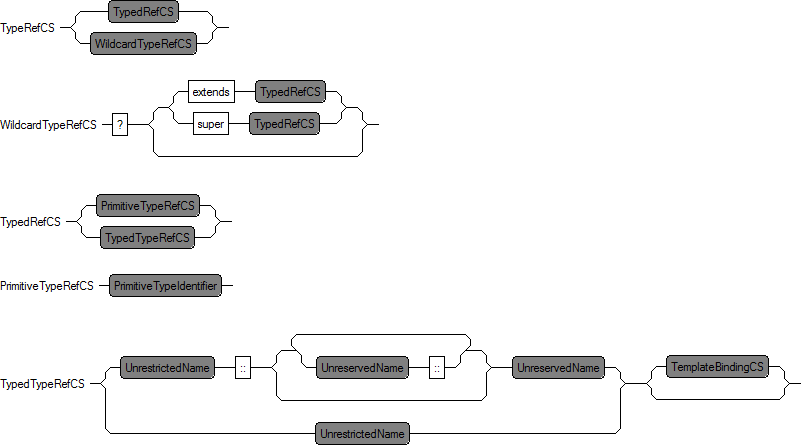 TypeRefCS TypedRefCS
WildcardTypeRefCS
WildcardTypeRefCS ? extends TypedRefCS
super TypedRefCS
TypedRefCS PrimitiveTypeRefCS
TypedTypeRefCS
PrimitiveTypeRefCS PrimitiveTypeIdentifier
TypedTypeRefCS UnrestrictedName :: UnreservedName :: UnreservedName TemplateBindingCS
UnrestrictedName